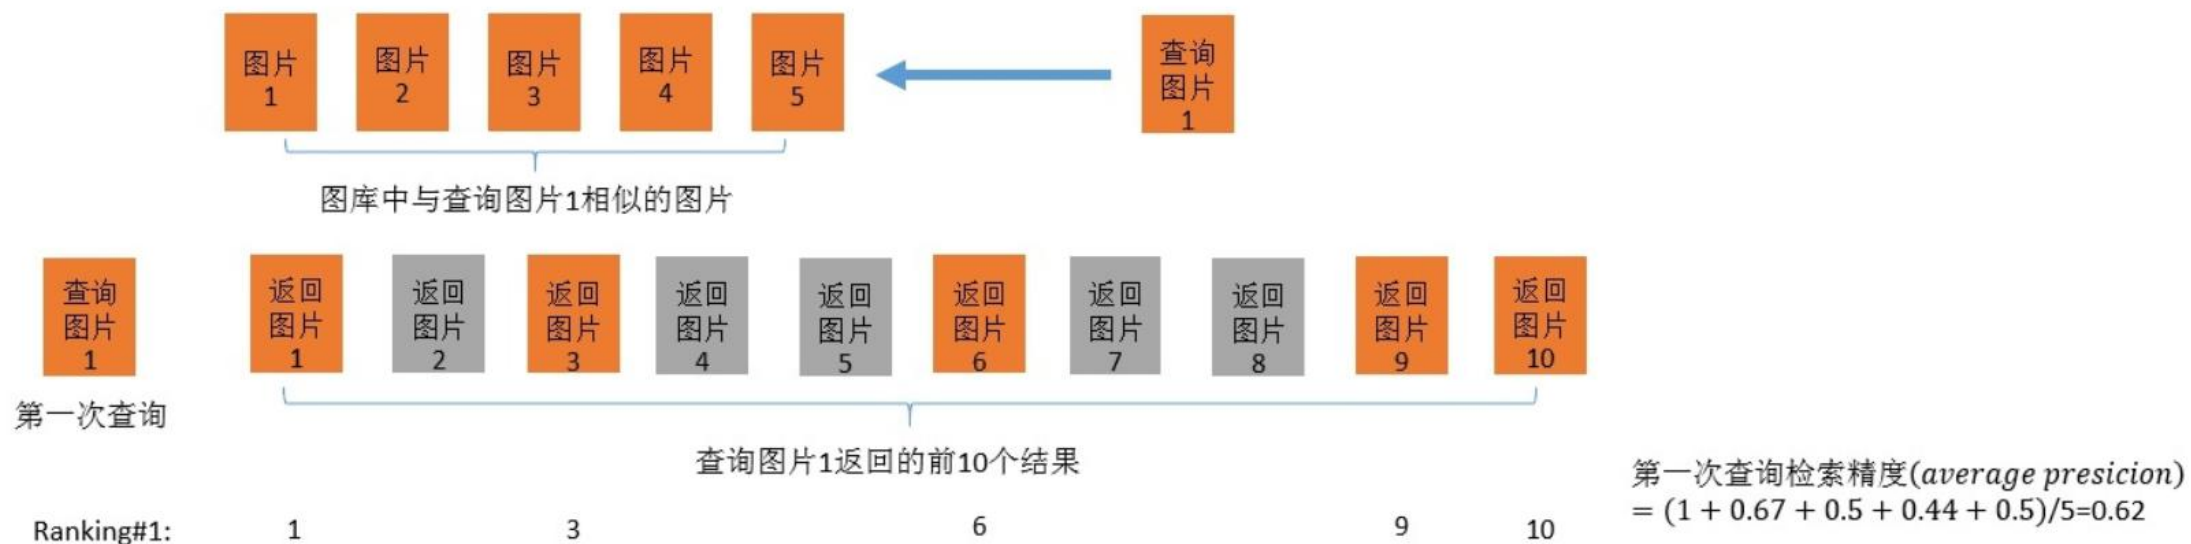 图片
1
图片
2
图片
3
图片
4
图片
5
查询
图片
1
图库中与查询图片1相似的图片
查询
图片
1
返回
图片
1
返回
图片
2
返回
图片
3
返回
图片
4
返回
图片
5
返回
图片
6
返回
图片
7
返回
图片
8
返回
图片
9
返回
图片
10
第一次查询
查询图片1返回的前10个结果
第一次查询检索精度(average presicion)
= (1 + 0.67 + 0.5 + 0.44 + 0.5)/5=0.62
Ranking#1: 1 3 6 9 10